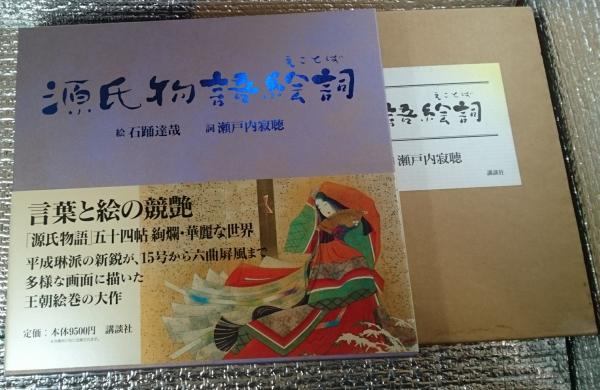 えことば
源氏物語絵詞
絵 石踊達哉 詞 瀬戸内寂聴
言葉と絵の競艶
「源氏物語」五十四帖 絢爛・華麗な世界
平成琳派の新鋭が、15号から六曲屏風まで
多様な画面に描いた
王朝絵巻の大作
定価：本体9500円 講談社
えことば
語絵詞
瀬戸内寂聴
講談社